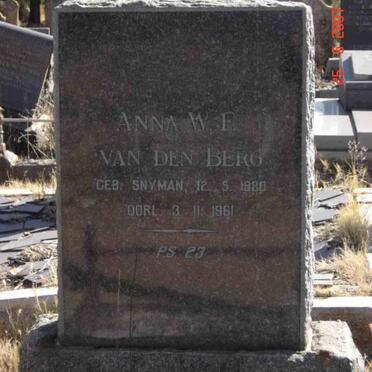 ANNA W. F.
VAN DEN BERG
GEB. SNYMAN, 12. 5. 1880
OORL. 3. 11. 1961
PS 23